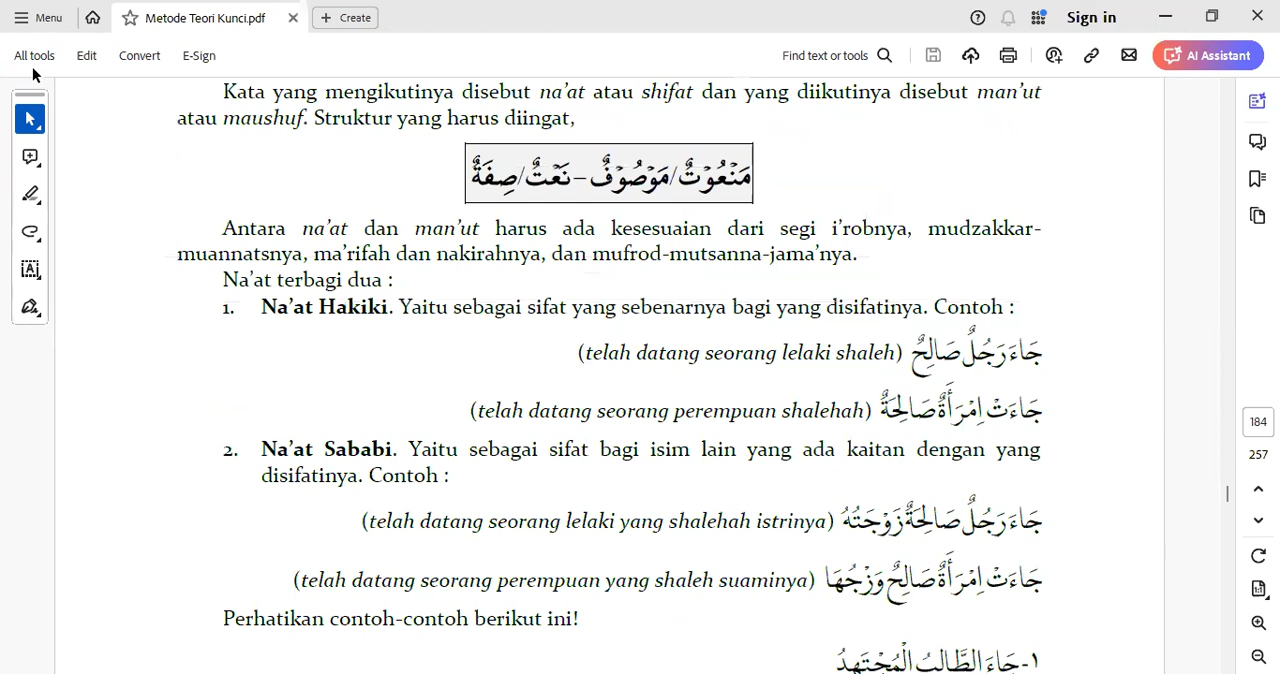 Menu
Metode Teori Kunci.pdf
Create
Sign in
All tools
Edit
Convert
E-Sign
Find text or tools
AI Assistant
Kata yang mengikutinya disebut na'at atau shifat dan yang diikutinya disebut man'ut
atau maushuf. Struktur yang harus diingat,
مَنْعُوْتٌ/مَوْصُوْفٌ – نَعْتٌ/صِفَةٌ
Antara na'at dan man'ut harus ada kesesuaian dari segi i'robnya, mudzakkar-
muannatsnya, ma'rifah dan nakirahnya, dan mufrod-mutsanna-jama'nya.
Na'at terbagi dua :
1. Na'at Hakiki. Yaitu sebagai sifat yang sebenarnya bagi yang disifatinya. Contoh :
جَاءَ رَجُلٌ صَالِحٌ (telah datang seorang lelaki shaleh)
جَاءَتْ اِمْرَأَةٌ صَالِحَةٌ (telah datang seorang perempuan shalehah)
2. Na'at Sababi. Yaitu sebagai sifat bagi isim lain yang ada kaitan dengan yang
disifatinya. Contoh :
جَاءَ رَجُلٌ صَالِحَةٌ زَوْجَتُهُ (telah datang seorang lelaki yang shalehah istrinya)
جَاءَتْ اِمْرَأَةٌ صَالِحٌ وَزْجُهَا (telah datang seorang perempuan yang shaleh suaminya)
Perhatikan contoh-contoh berikut ini!
١- جَاءَ الطَّالِبُ الْمُجْتَهِدُ
184
257